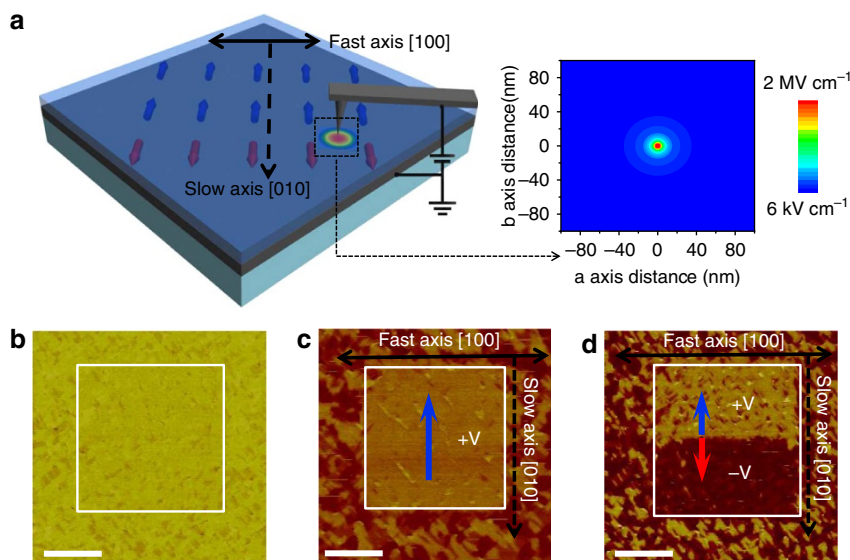 a
Fast axis [100]
Slow axis [010]
b axis distance(nm)
80
40
0
−40
−80
−80 −40 0 40 80
a axis distance (nm)
2 MV cm⁻¹
6 kV cm⁻¹
b
c
Fast axis [100]
Slow axis [010]
+V
d
Fast axis [100]
Slow axis [010]
+V
−V